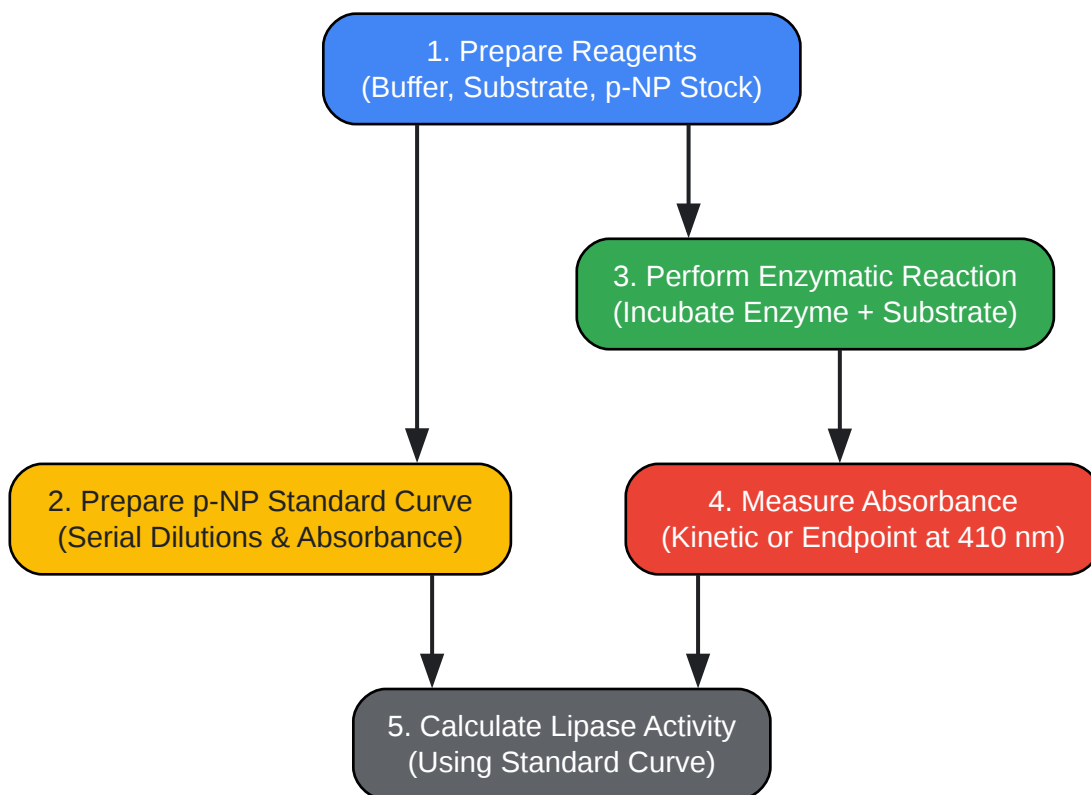 1. Prepare Reagents
(Buffer, Substrate, p-NP Stock)
3. Perform Enzymatic Reaction
(Incubate Enzyme + Substrate)
2. Prepare p-NP Standard Curve
(Serial Dilutions & Absorbance)
4. Measure Absorbance
(Kinetic or Endpoint at 410 nm)
5. Calculate Lipase Activity
(Using Standard Curve)